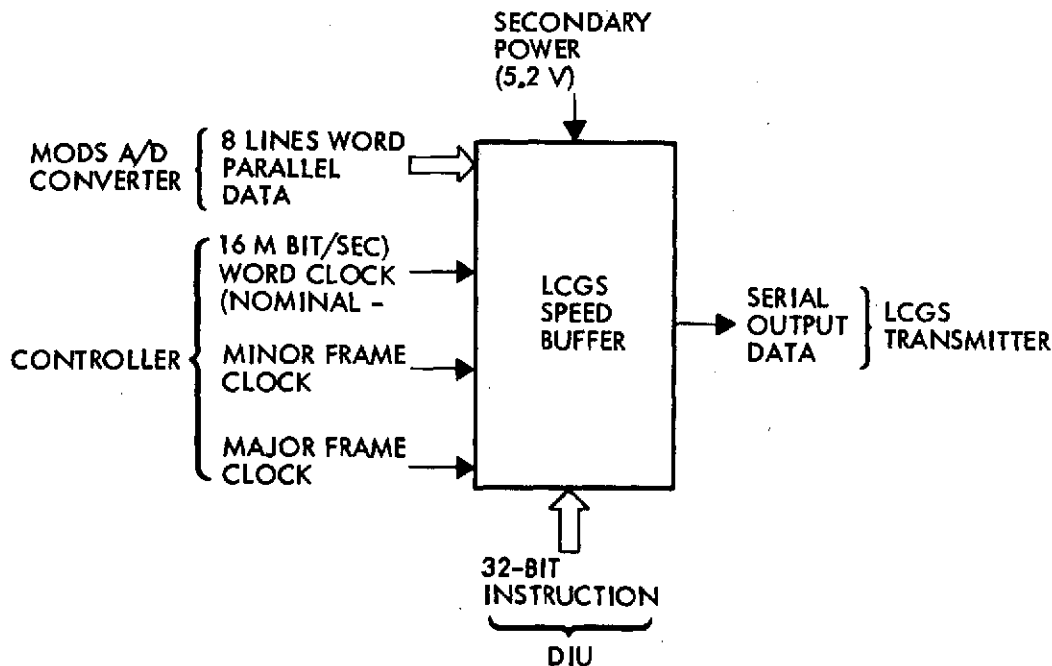 SECONDARY
POWER
(5.2 V)
MODS A/D
CONVERTER
8 LINES WORD
PARALLEL
DATA
16 M BIT/SEC)
WORD CLOCK
(NOMINAL -
CONTROLLER
MINOR FRAME
CLOCK
MAJOR FRAME
CLOCK
LCGS
SPEED
BUFFER
SERIAL
OUTPUT
DATA
LCGS
TRANSMITTER
32-BIT
INSTRUCTION
DIU